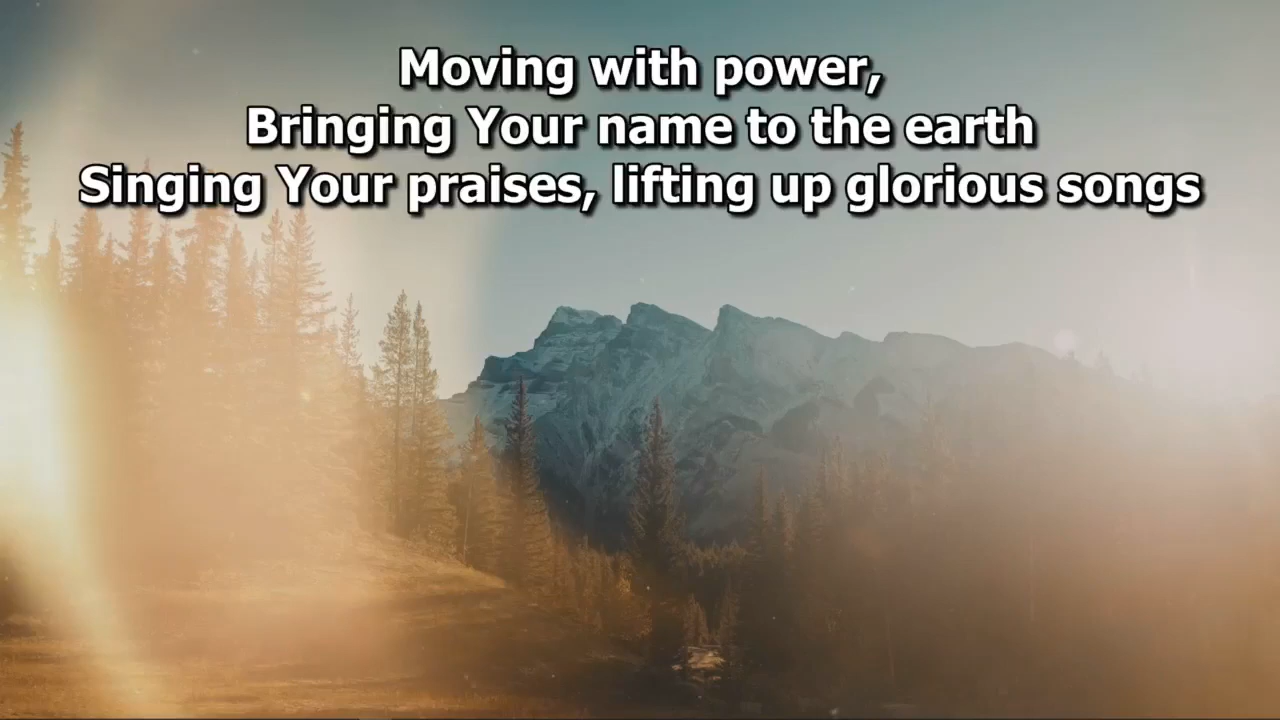 Moving with power,
Bringing Your name to the earth
Singing Your praises, lifting up glorious songs